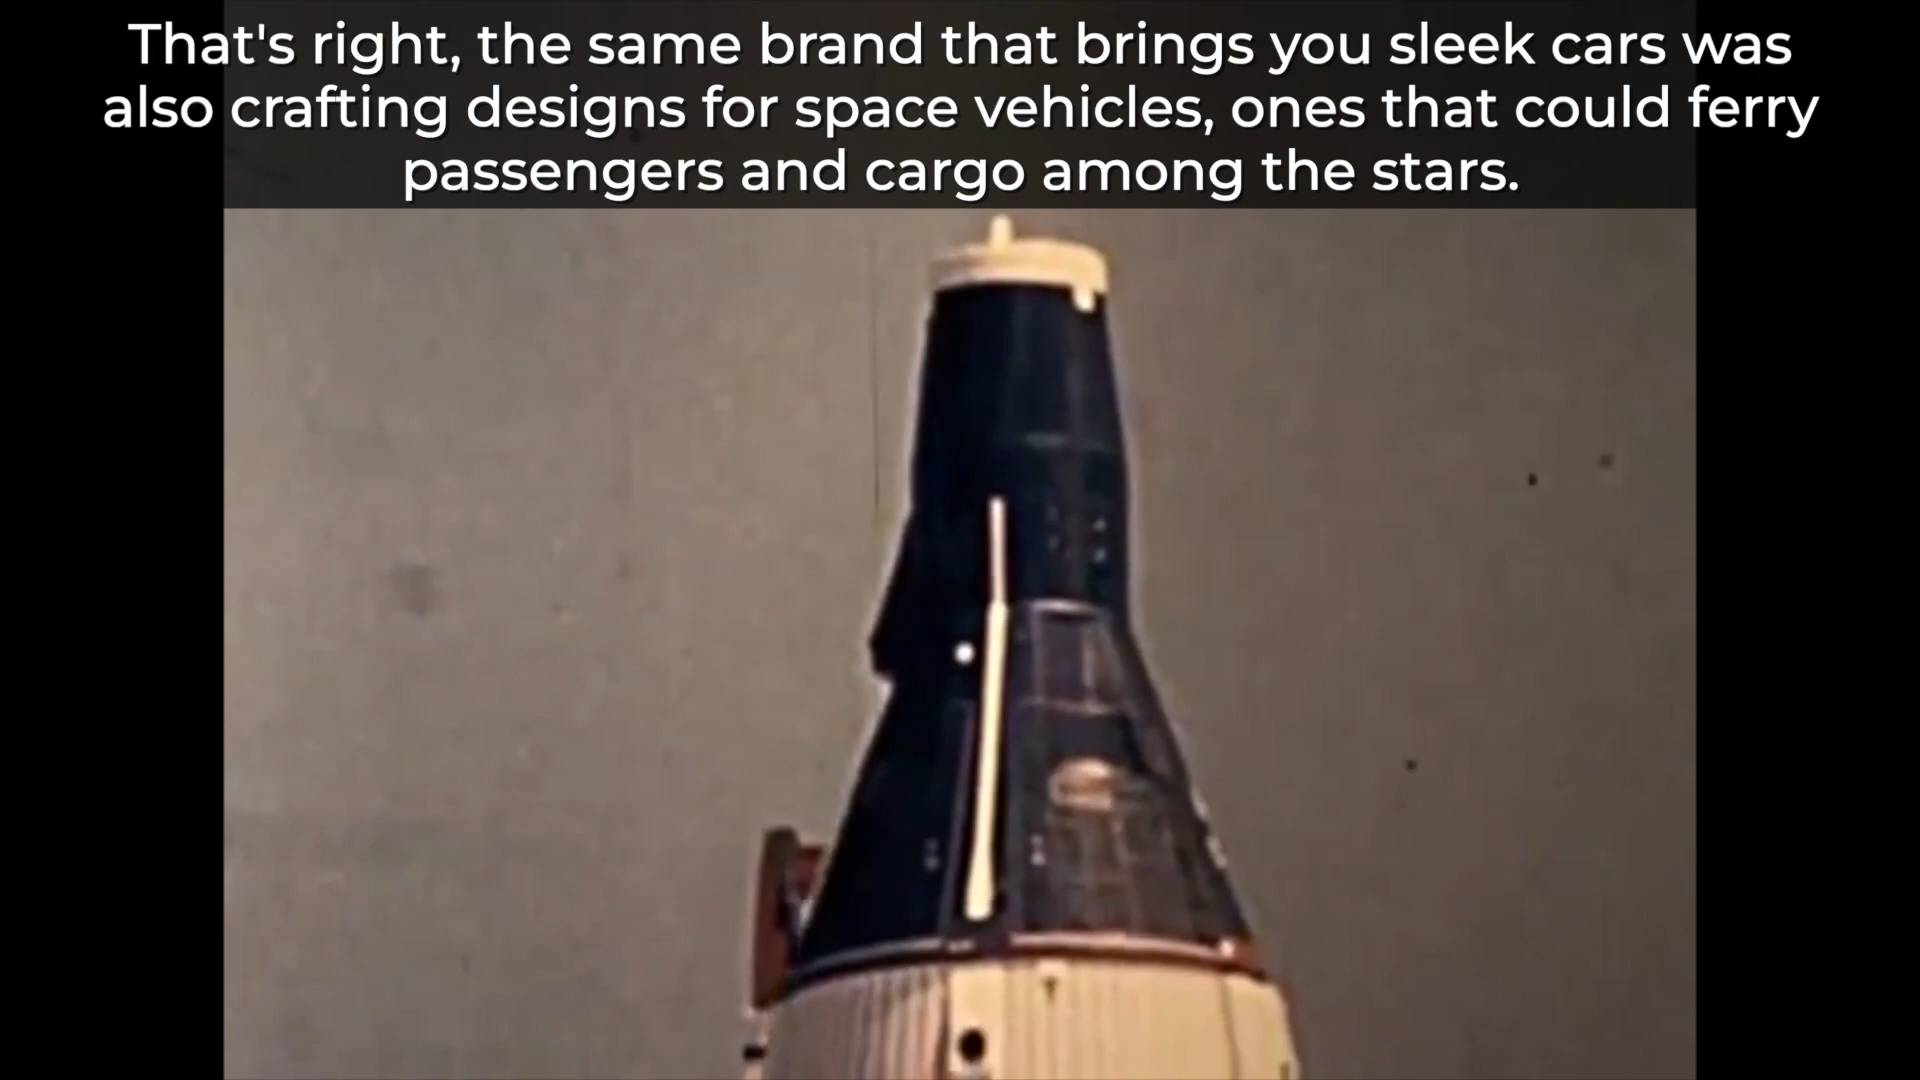 That's right, the same brand that brings you sleek cars was
also crafting designs for space vehicles, ones that could ferry
passengers and cargo among the stars.